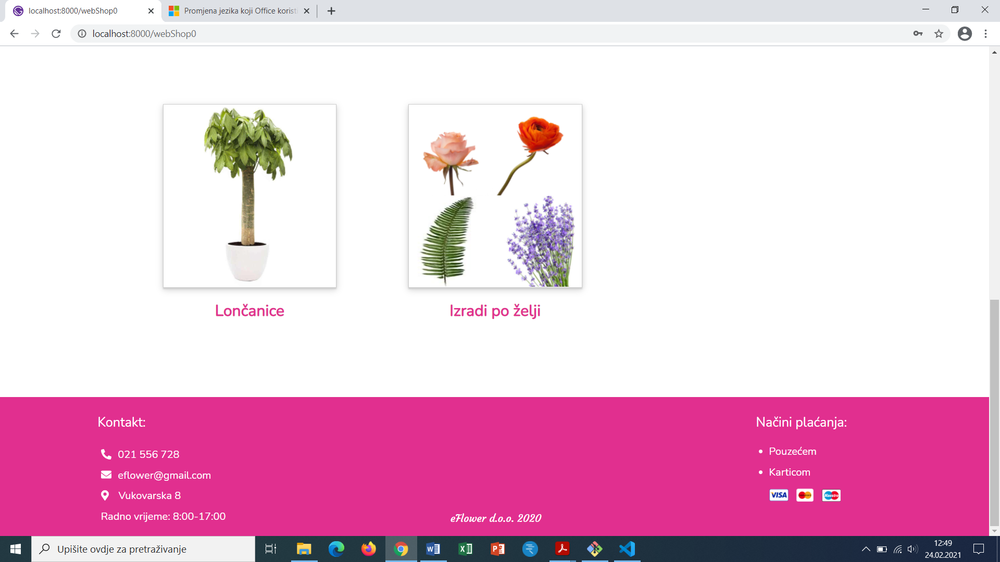 localhost:8000/webShop0
Promjena jezika koji Office koristi
localhost:8000/webShop0
Lončanice
Izradi po želji
Kontakt:
021 556 728
eflower@gmail.com
Vukovarska 8
Radno vrijeme: 8:00-17:00
eFlower d.o.o. 2020
Načini plaćanja:
Pouzećem
Karticom
VISA
Maestro
Upišite ovdje za pretraživanje
12:49
24.02.2021